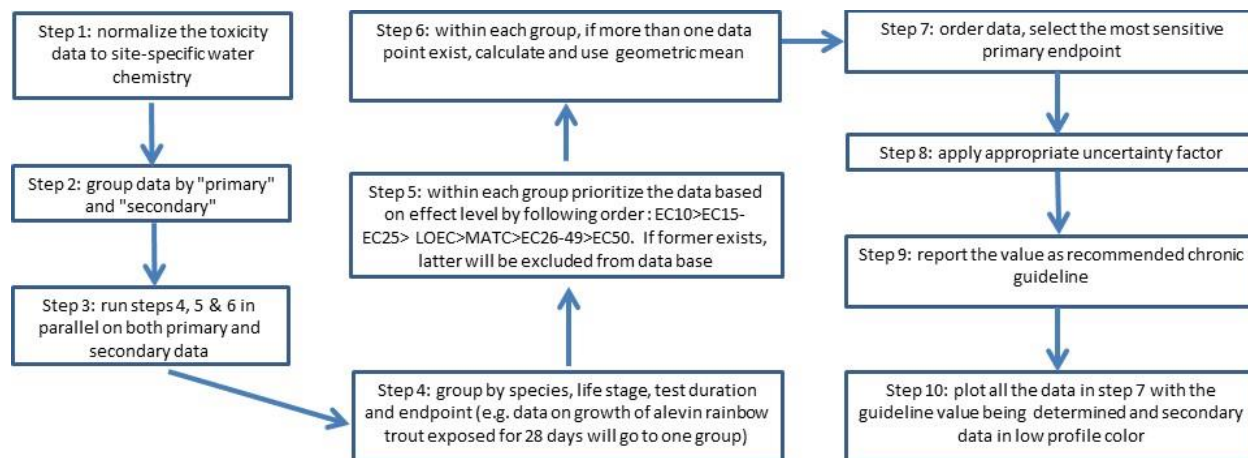 Step 1: normalize the toxicity
data to site-specific water
chemistry
Step 2: group data by "primary"
and "secondary"
Step 3: run steps 4, 5 & 6 in
parallel on both primary and
secondary data
Step 4: group by species, life stage, test duration
and endpoint (e.g. data on growth of alevin rainbow
trout exposed for 28 days will go to one group)
Step 5: within each group prioritize the data based
on effect level by following order : EC10>EC15-
EC25> LOEC>MATC>EC26-49>EC50. If former exists,
latter will be excluded from data base
Step 6: within each group, if more than one data
point exist, calculate and use geometric mean
Step 7: order data, select the most sensitive
primary endpoint
Step 8: apply appropriate uncertainty factor
Step 9: report the value as recommended chronic
guideline
Step 10: plot all the data in step 7 with the
guideline value being determined and secondary
data in low profile color